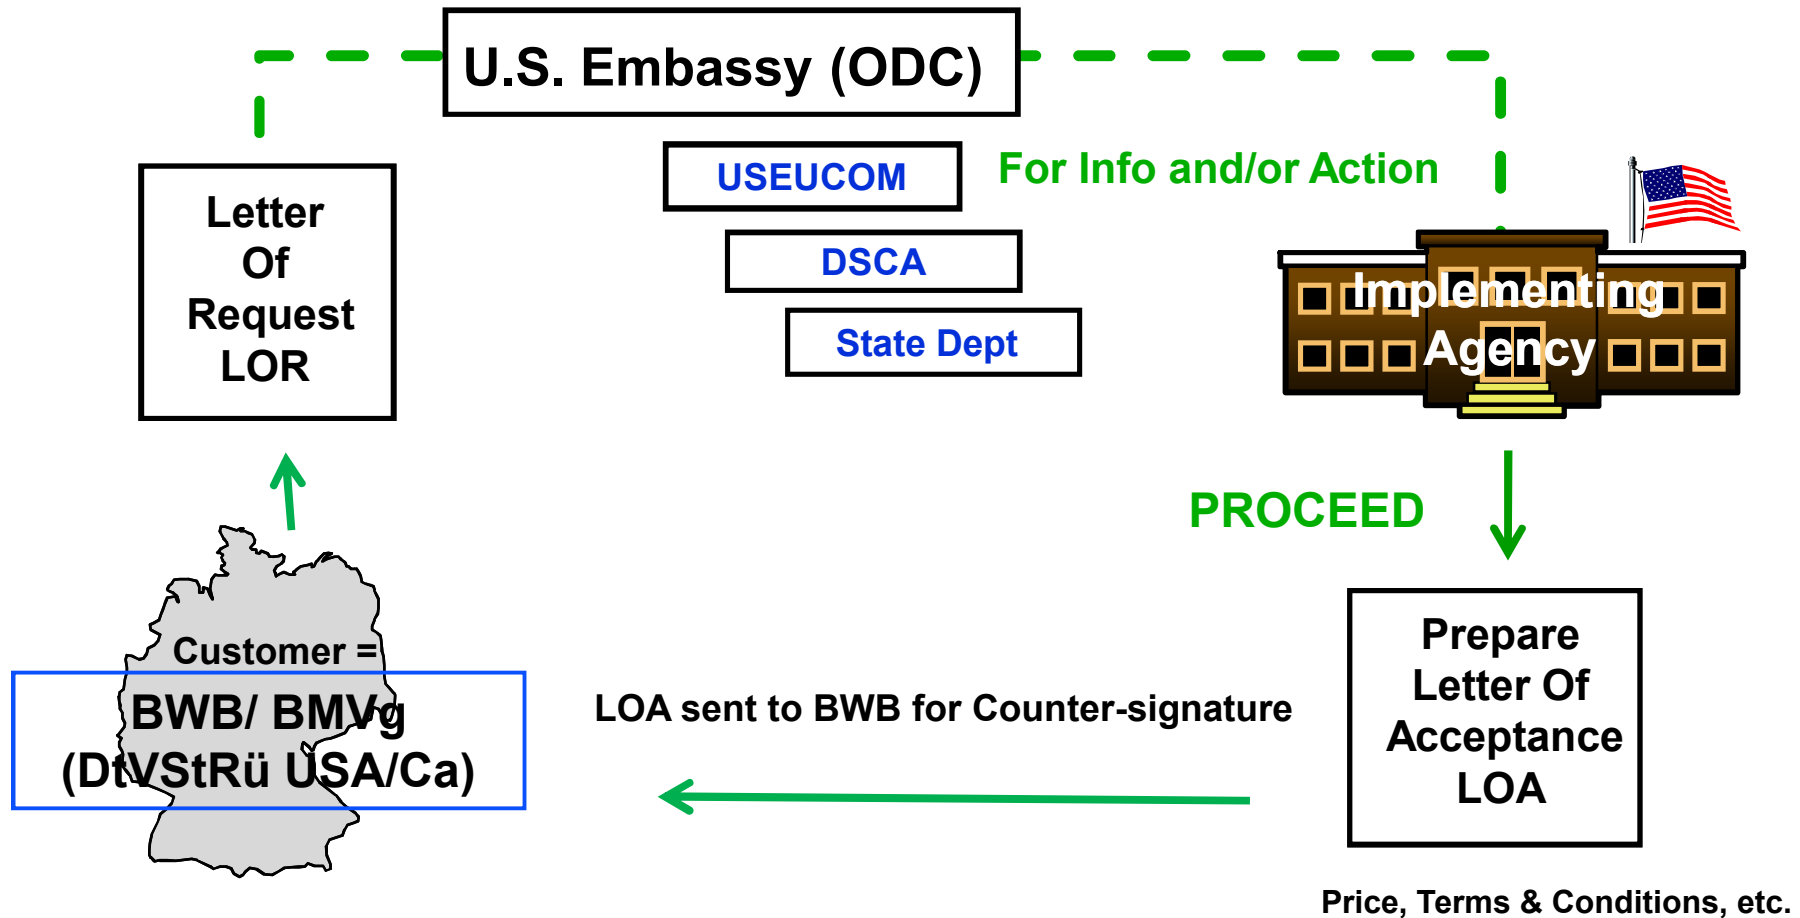 U.S. Embassy (ODC)
USEUCOM
For Info and/or Action
DSCA
State Dept
Letter
Of
Request
LOR
Implementing
Agency
PROCEED
Customer =
BWB/ BMVg
(DtVStRü USA/Ca)
LOA sent to BWB for Counter-signature
Prepare
Letter Of
Acceptance
LOA
Price, Terms & Conditions, etc.